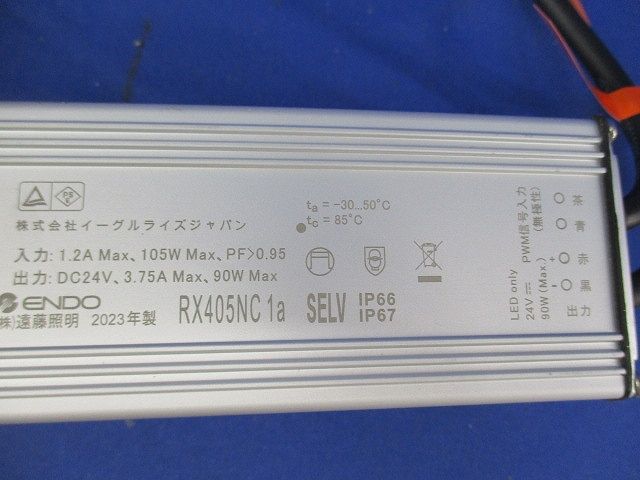 PS
E
株式会社イーグルライズジャパン
入力: 1.2A Max、105W Max、PF>0.95
出力: DC24V、3.75A Max、90W Max
ENDO
(株)遠藤照明 2023年製
RX405NC 1a
SELV
IP66
IP67
ta = -30...50°C
tc = 85°C
LED only
24V⎓
90W(Max)
PWM信号入力
(無極性)
茶
青
+ 赤
- 黒
出力